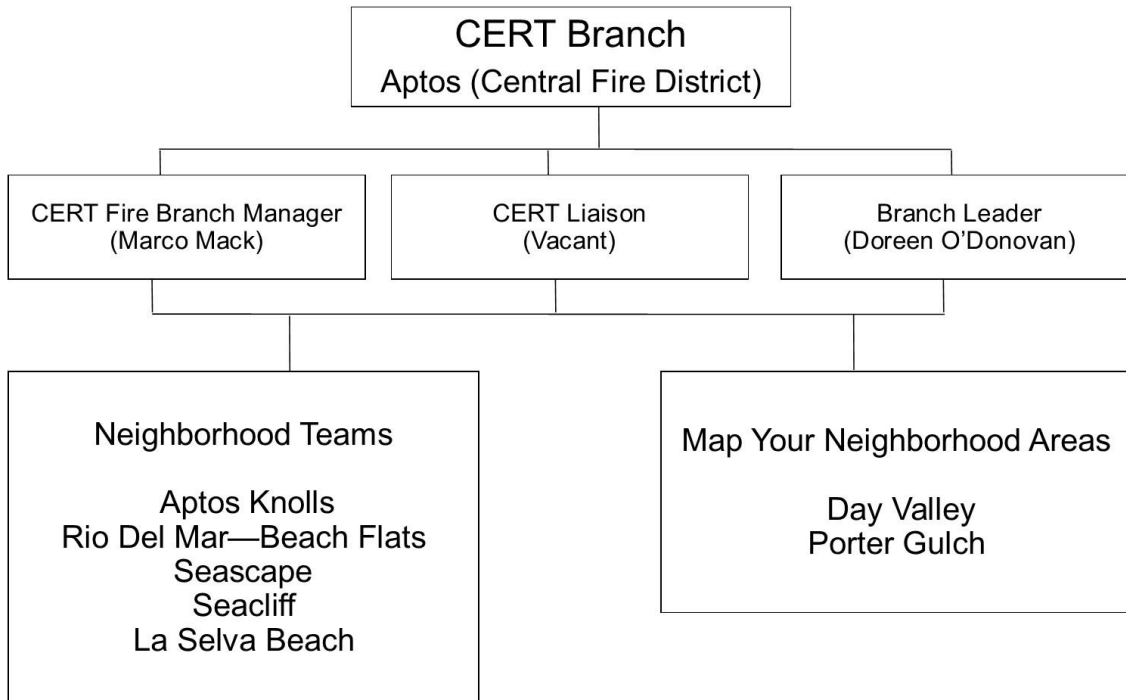 CERT Branch
Aptos (Central Fire District)
CERT Fire Branch Manager
(Marco Mack)
CERT Liaison
(Vacant)
Branch Leader
(Doreen O’Donovan)
Neighborhood Teams
Aptos Knolls
Rio Del Mar—Beach Flats
Seascape
Seacliff
La Selva Beach
Map Your Neighborhood Areas
Day Valley
Porter Gulch